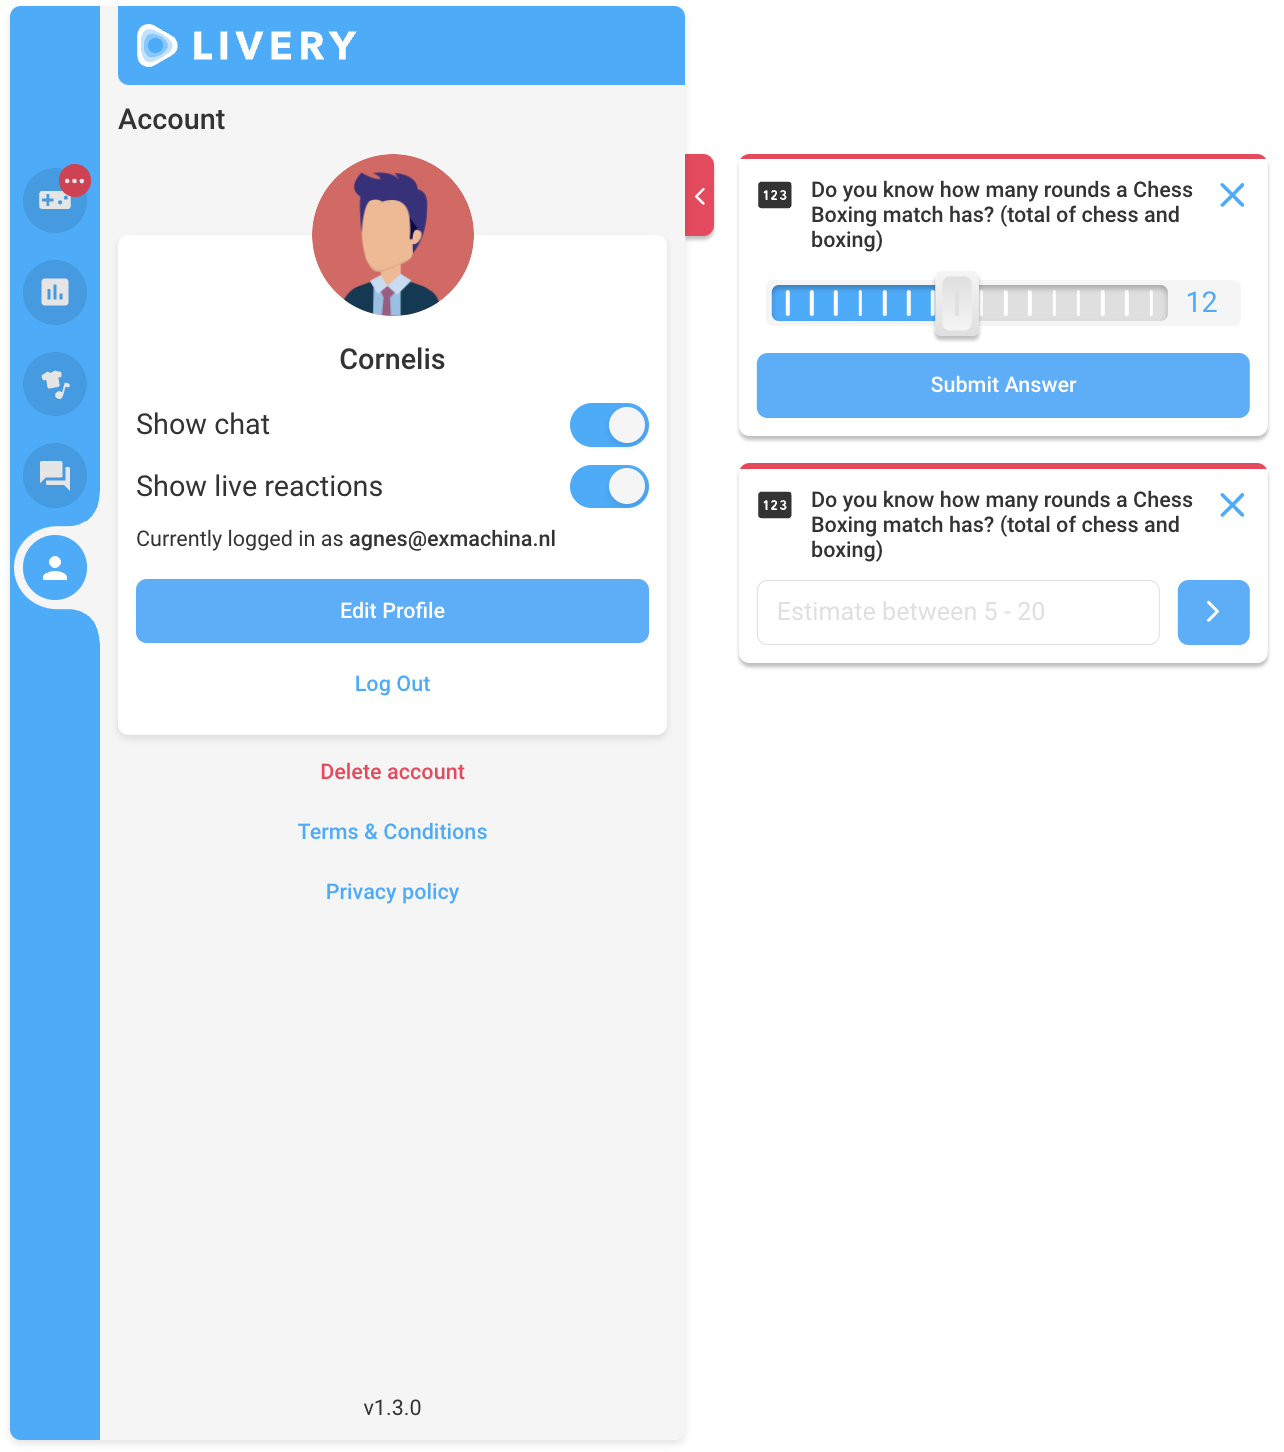 LIVERY
Account
Cornelis
Show chat
Show live reactions
Currently logged in as agnes@exmachina.nl
Edit Profile
Log Out
Delete account
Terms & Conditions
Privacy policy
v1.3.0
123
Do you know how many rounds a Chess
Boxing match has? (total of chess and
boxing)
12
Submit Answer
123
Do you know how many rounds a Chess
Boxing match has? (total of chess and
boxing)
Estimate between 5 - 20